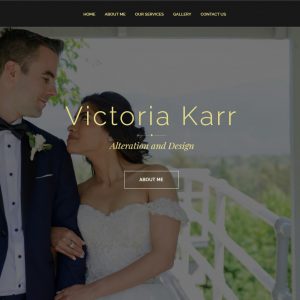 HOME ABOUT ME OUR SERVICES GALLERY CONTACT US
Victoria Karr
Alteration and Design
ABOUT ME